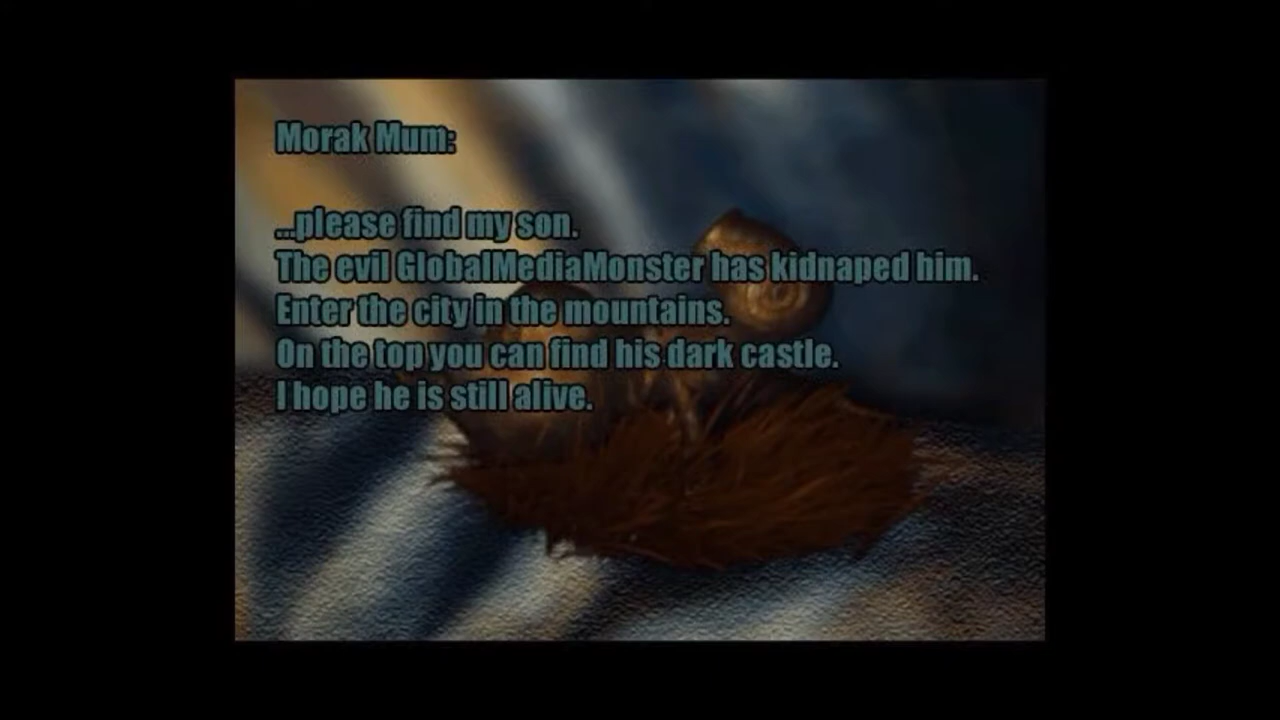 Morak Mum:
...please find my son.
The evil GlobalMediaMonster has kidnaped him.
Enter the city in the mountains.
On the top you can find his dark castle.
I hope he is still alive.